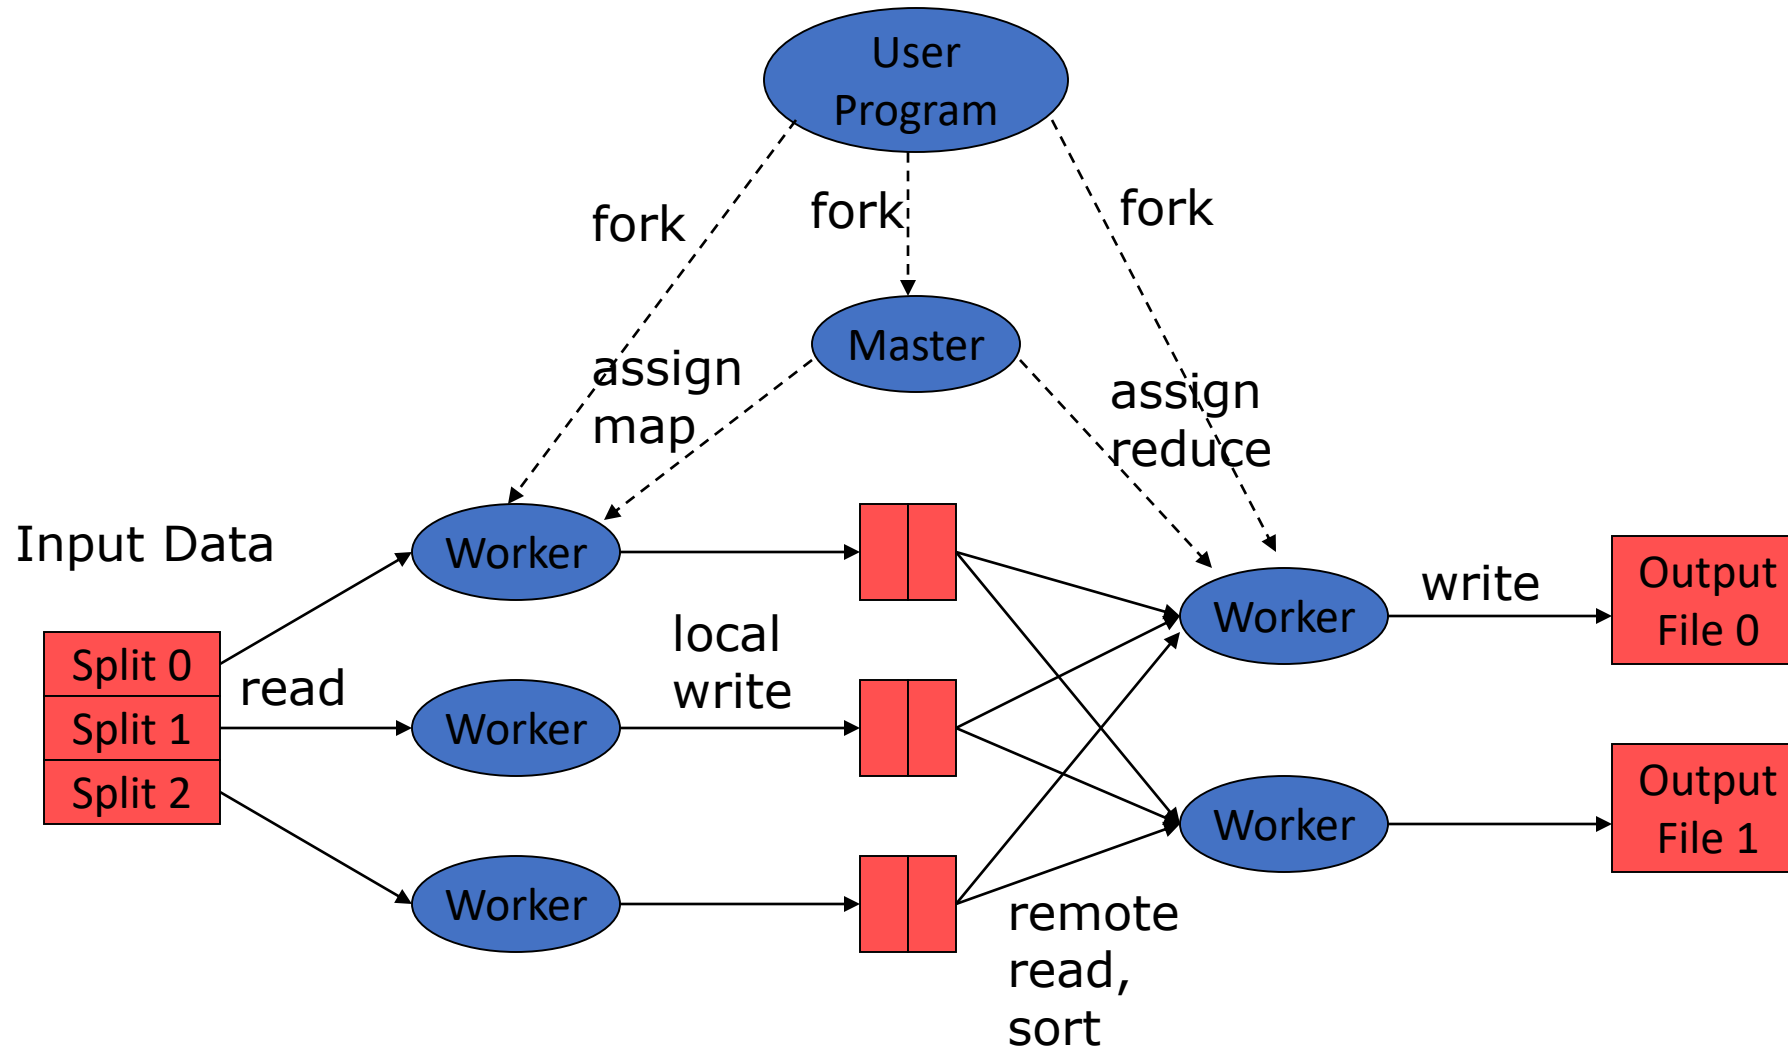 User
Program
fork
fork
fork
Master
assign
map
assign
reduce
Input Data
Worker
Worker
Worker
Split 0
Split 1
Split 2
read
local
write
remote
read,
sort
Worker
Worker
write
Output
File 0
Output
File 1